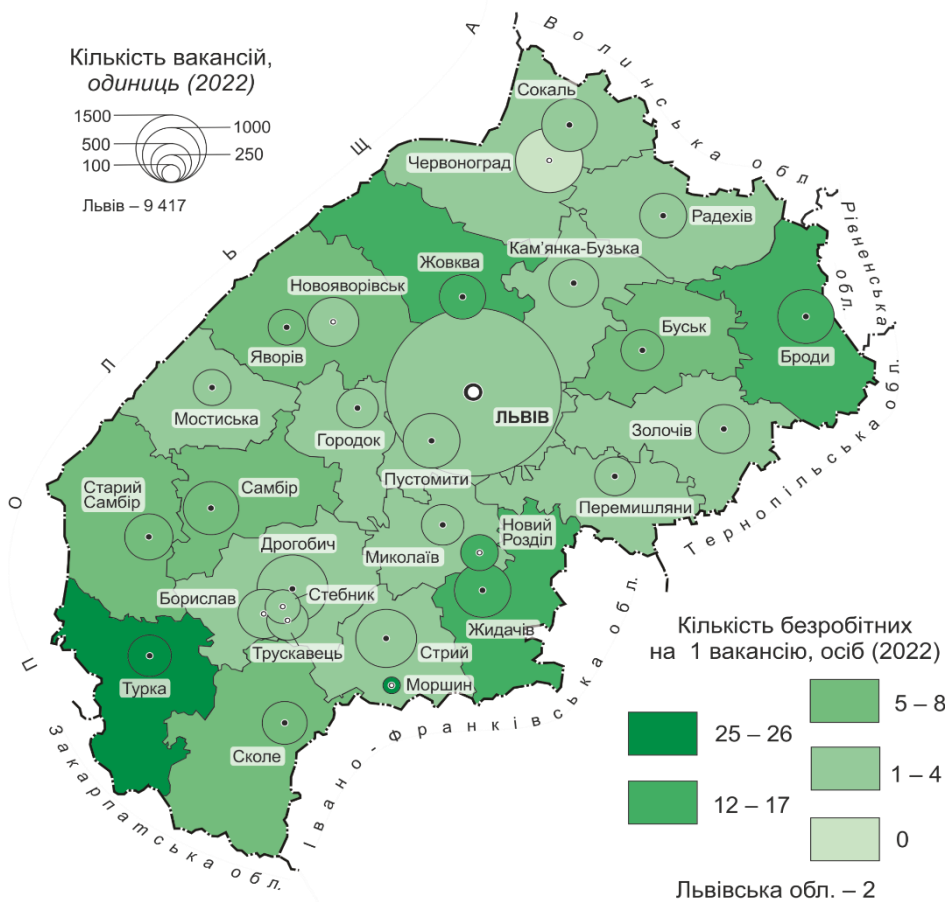 Кількість вакансій,
одиниць (2022)
1500
1000
500
250
100
Львів – 9 417
ПОЛЬЩА
Волинська обл.
Рівненська обл.
Тернопільська обл.
Івано-Франківська обл.
Закарпатська обл.
Сокаль
Червоноград
Радехів
Кам’янка-Бузька
Жовква
Новояворівськ
Яворів
Буськ
Броди
Мостиська
Городок
ЛЬВІВ
Золочів
Пустомити
Перемишляни
Старий
Самбір
Самбір
Новий
Розділ
Миколаїв
Дрогобич
Борислав
Стебник
Трускавець
Стрий
Жидачів
Турка
Моршин
Сколе
Кількість безробітних
на 1 вакансію, осіб (2022)
25 – 26
12 – 17
5 – 8
1 – 4
0
Львівська обл. – 2